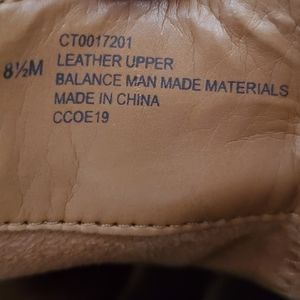 CT0017201
8½M
LEATHER UPPER
BALANCE MAN MADE MATERIALS
MADE IN CHINA
CCOE19